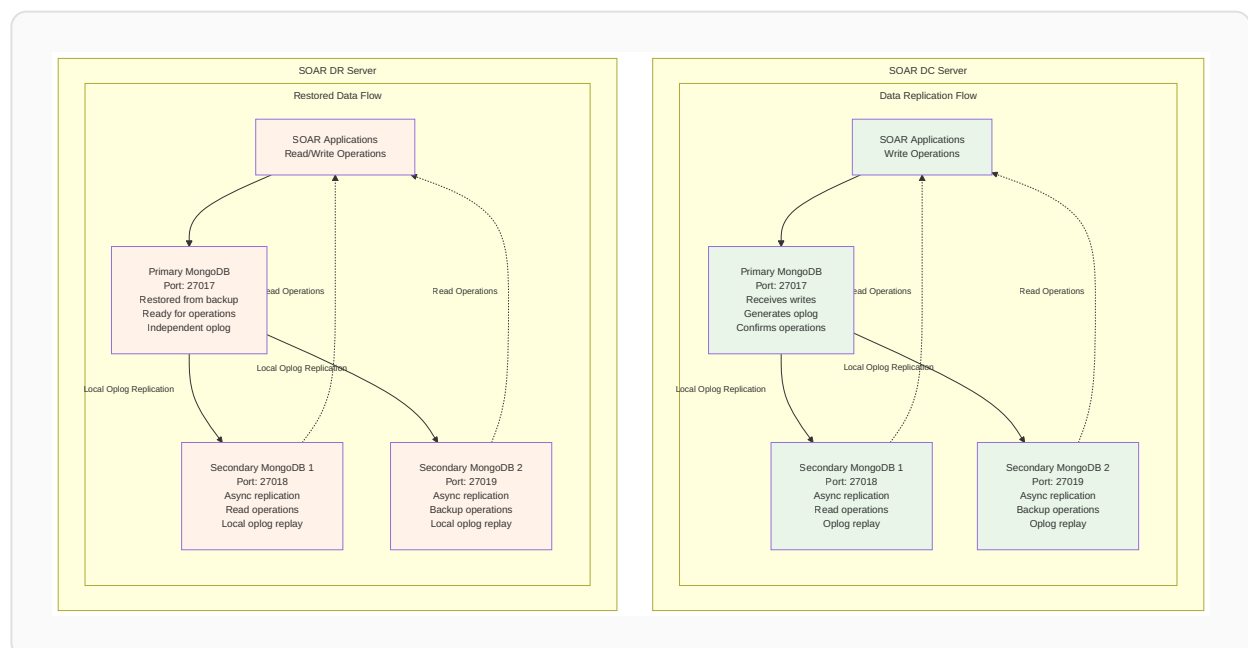 SOAR DR Server
Restored Data Flow
SOAR Applications
Read/Write Operations
Primary MongoDB
Port: 27017
Restored from backup
Ready for operations
Independent oplog
ead Operations
Read Operations
Local Oplog Replication
Local Oplog Replication
Secondary MongoDB 1
Port: 27018
Async replication
Read operations
Local oplog replay
Secondary MongoDB 2
Port: 27019
Async replication
Backup operations
Local oplog replay
SOAR DC Server
Data Replication Flow
SOAR Applications
Write Operations
Primary MongoDB
Port: 27017
Receives writes
Generates oplog
Confirms operations
ead Operations
Read Operations
Local Oplog Replication
Local Oplog Replication
Secondary MongoDB 1
Port: 27018
Async replication
Read operations
Oplog replay
Secondary MongoDB 2
Port: 27019
Async replication
Backup operations
Oplog replay